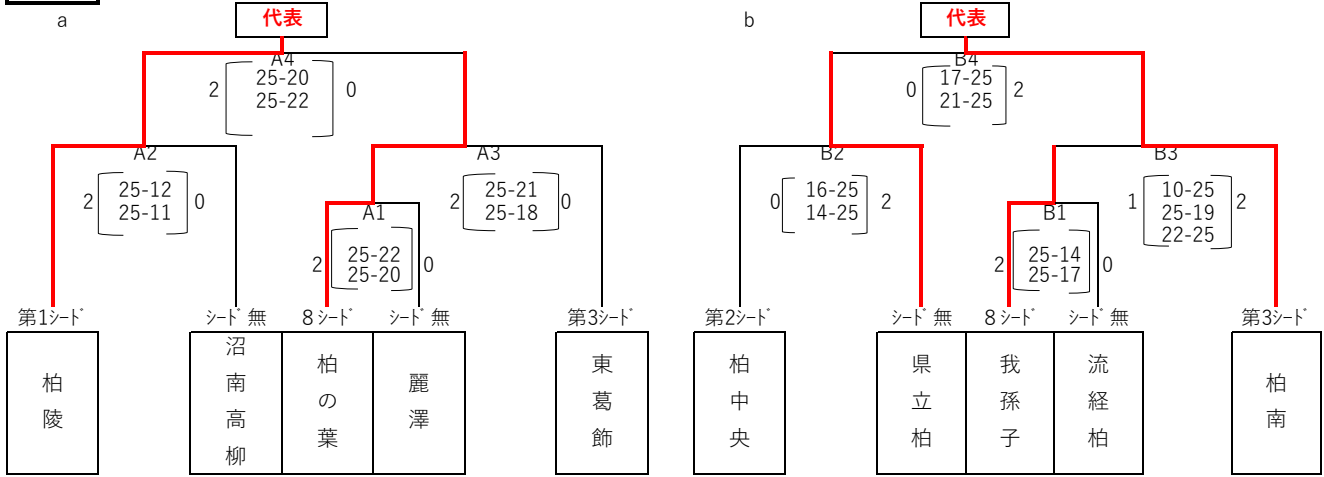 a
代表
A4
2 25-20 0
25-22
A2
2 25-12 0
25-11
A3
2 25-21 0
25-18
A1
2 25-22 0
25-20
第1シード
シード無
8シード
シード無
第3シード
柏陵
沼南高柳
柏の葉
麗澤
東葛飾
b
代表
B4
0 17-25 2
21-25
B2
0 16-25 2
14-25
B3
1 10-25 2
25-19
22-25
B1
2 25-14 0
25-17
第2シード
シード無
8シード
シード無
第3シード
柏中央
県立柏
我孫子
流経柏
柏南